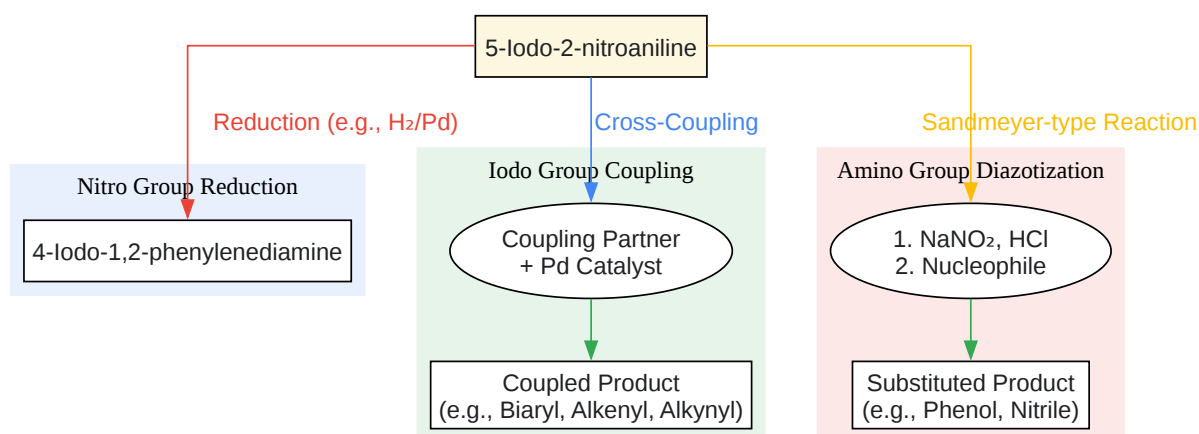 5-Iodo-2-nitroaniline
Reduction (e.g., H₂/Pd)
Cross-Coupling
Sandmeyer-type Reaction
Nitro Group Reduction
Iodo Group Coupling
Amino Group Diazotization
4-Iodo-1,2-phenylenediamine
Coupling Partner
+ Pd Catalyst
1. NaNO₂, HCl
2. Nucleophile
Coupled Product
(e.g., Biaryl, Alkenyl, Alkynyl)
Substituted Product
(e.g., Phenol, Nitrile)